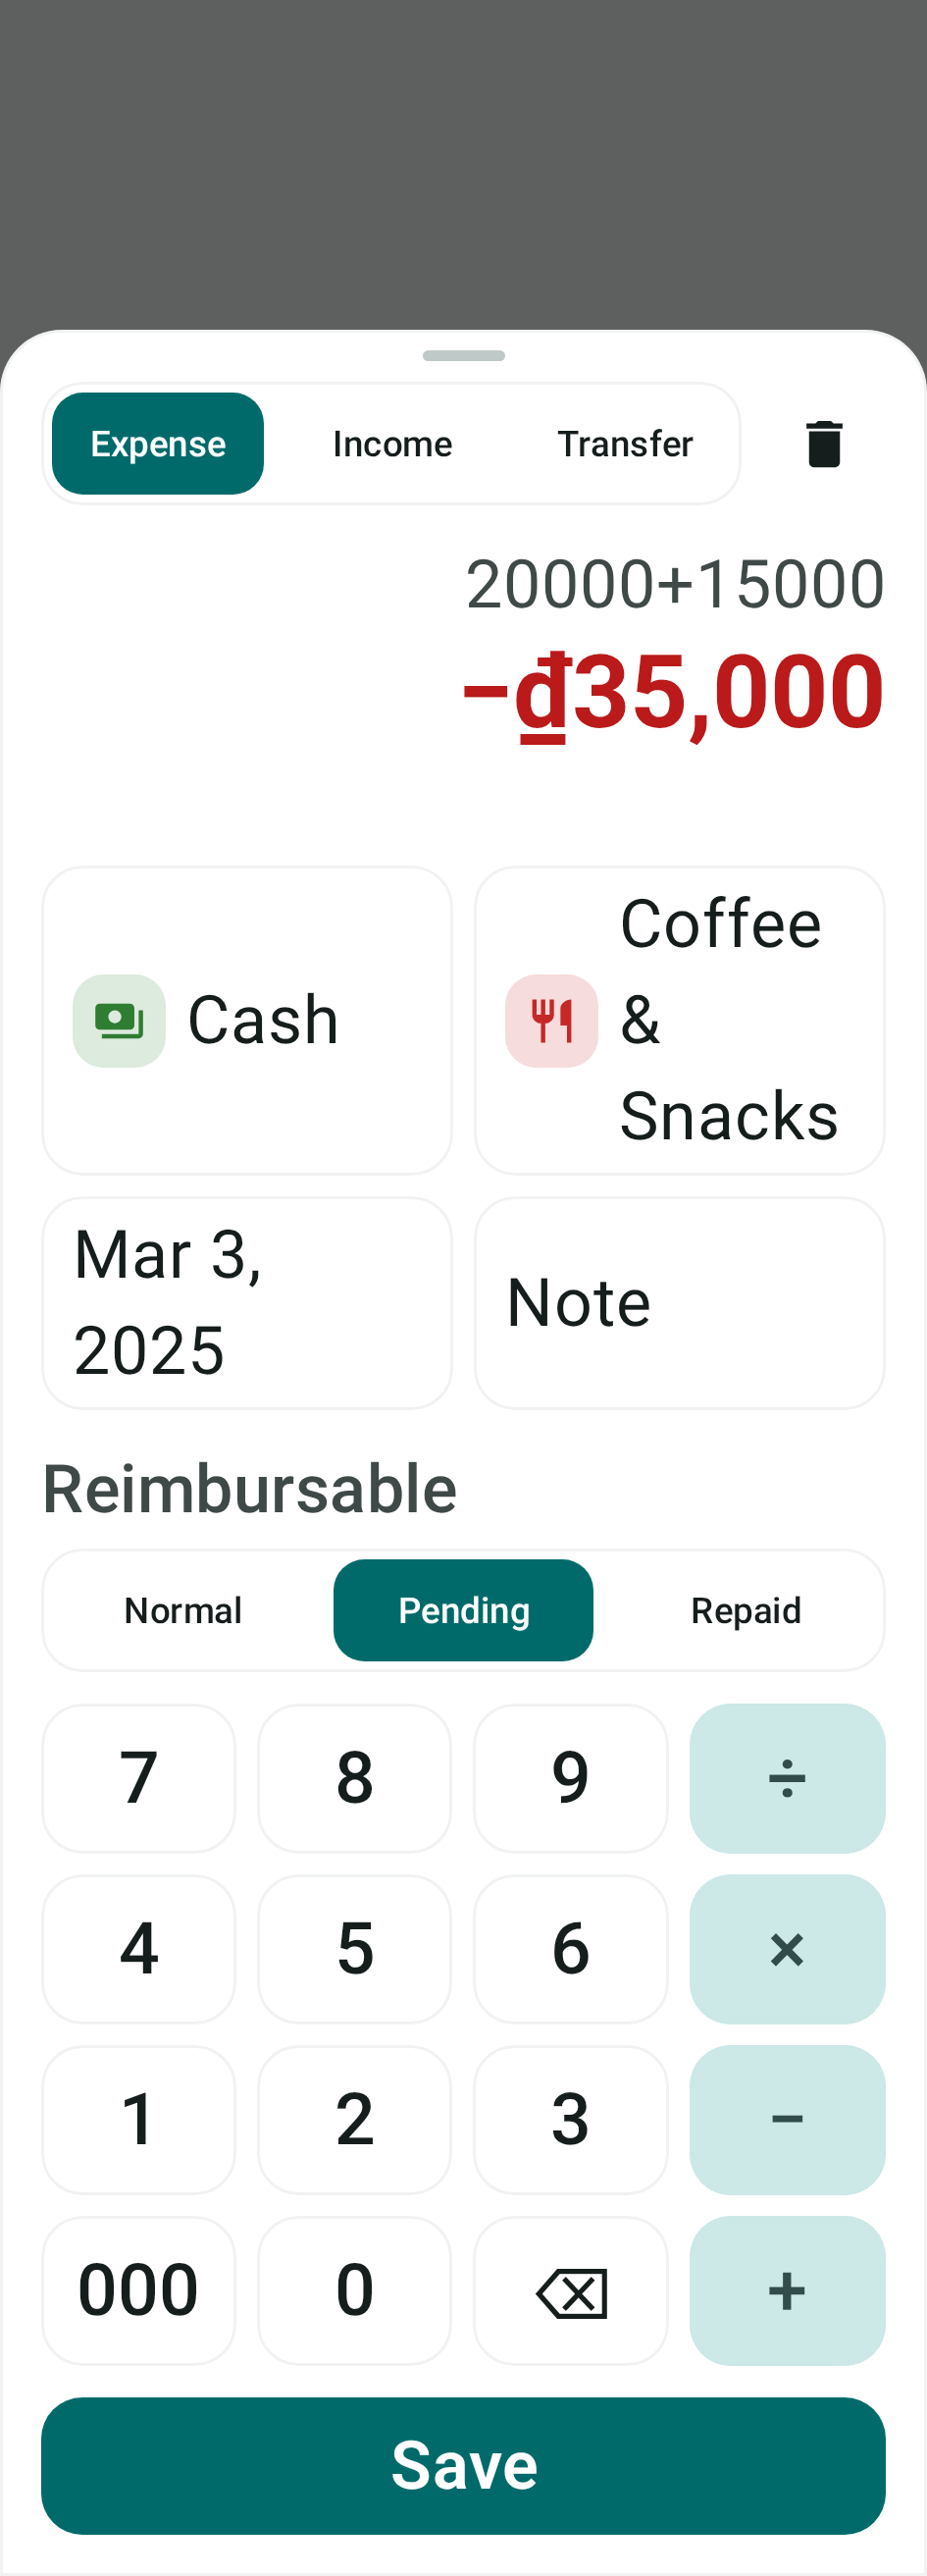 Expense Income Transfer
20000+15000
−₫35,000
Cash
Coffee
&
Snacks
Mar 3,
2025
Note
Reimbursable
Normal Pending Repaid
7 8 9 ÷
4 5 6 ×
1 2 3 −
000 0 ⌫ +
Save